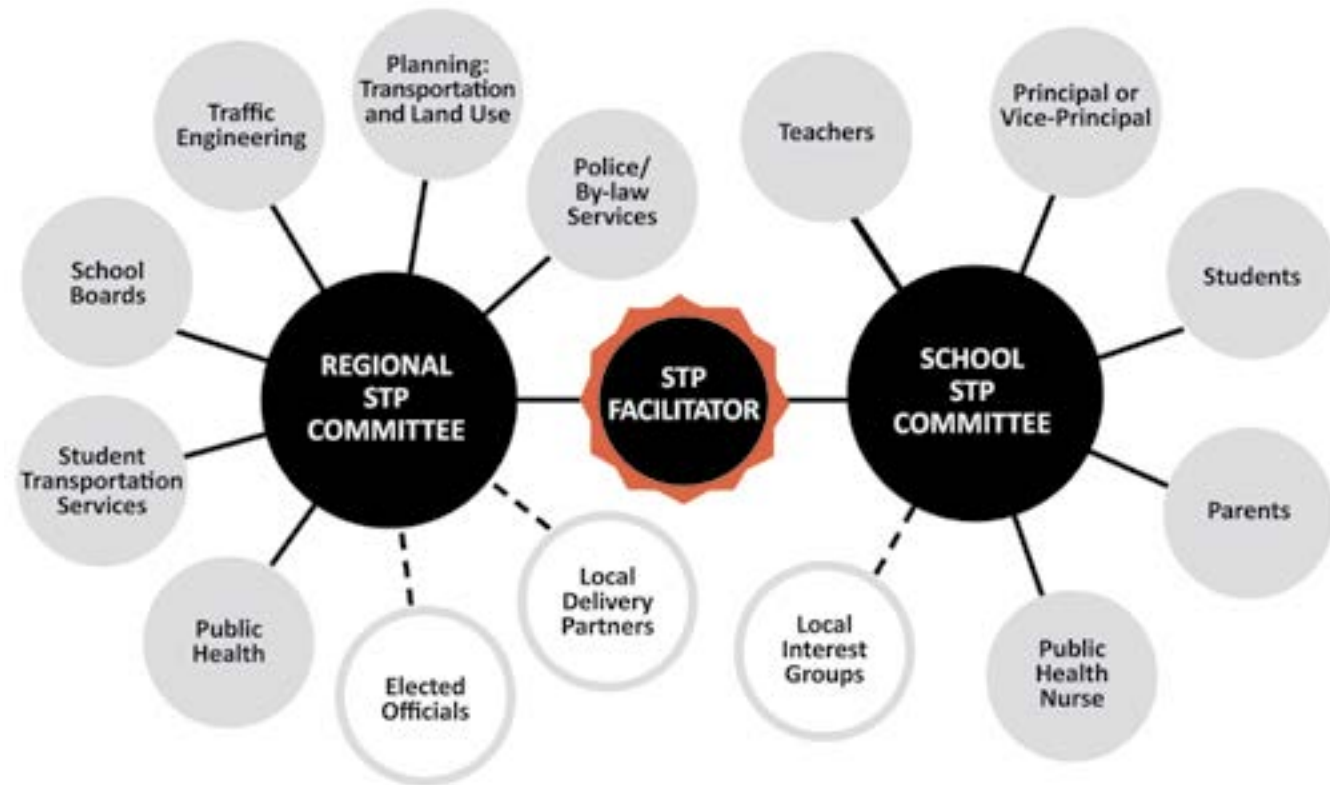 Planning:
Transportation
and Land Use
Traffic
Engineering
Police/
By-law
Services
School
Boards
Student
Transportation
Services
Public
Health
REGIONAL
STP
COMMITTEE
Elected
Officials
Local
Delivery
Partners
STP
FACILITATOR
Teachers
Principal or
Vice-Principal
Students
SCHOOL
STP
COMMITTEE
Parents
Local
Interest
Groups
Public
Health
Nurse